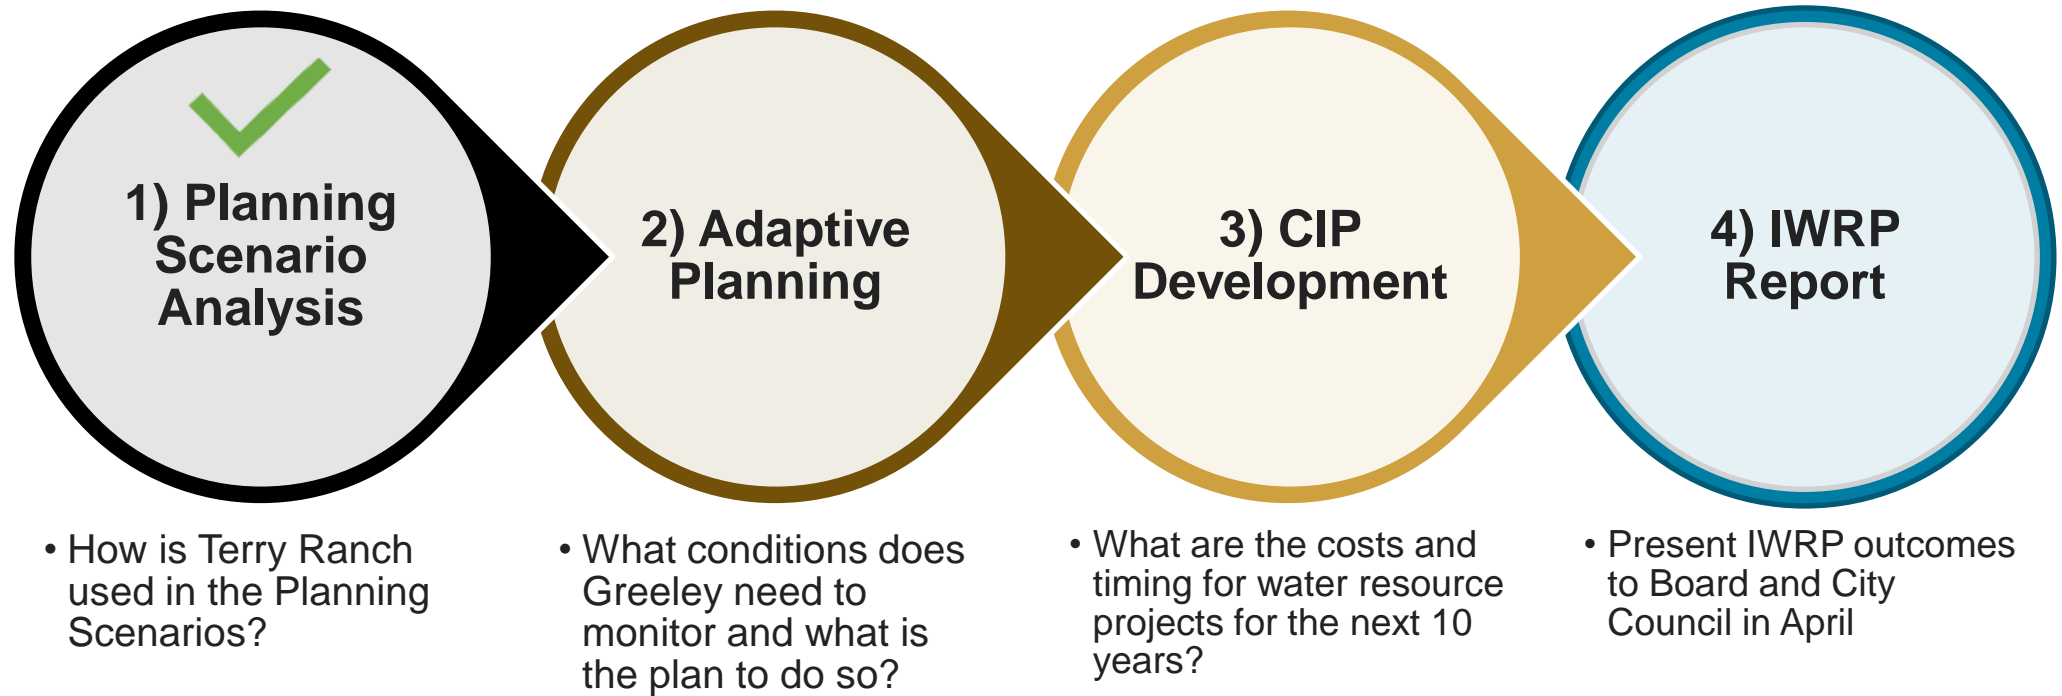 1) Planning
Scenario
Analysis
2) Adaptive
Planning
3) CIP
Development
4) IWRP
Report
• How is Terry Ranch
used in the Planning
Scenarios?
• What conditions does
Greeley need to
monitor and what is
the plan to do so?
• What are the costs and
timing for water resource
projects for the next 10
years?
• Present IWRP outcomes
to Board and City
Council in April